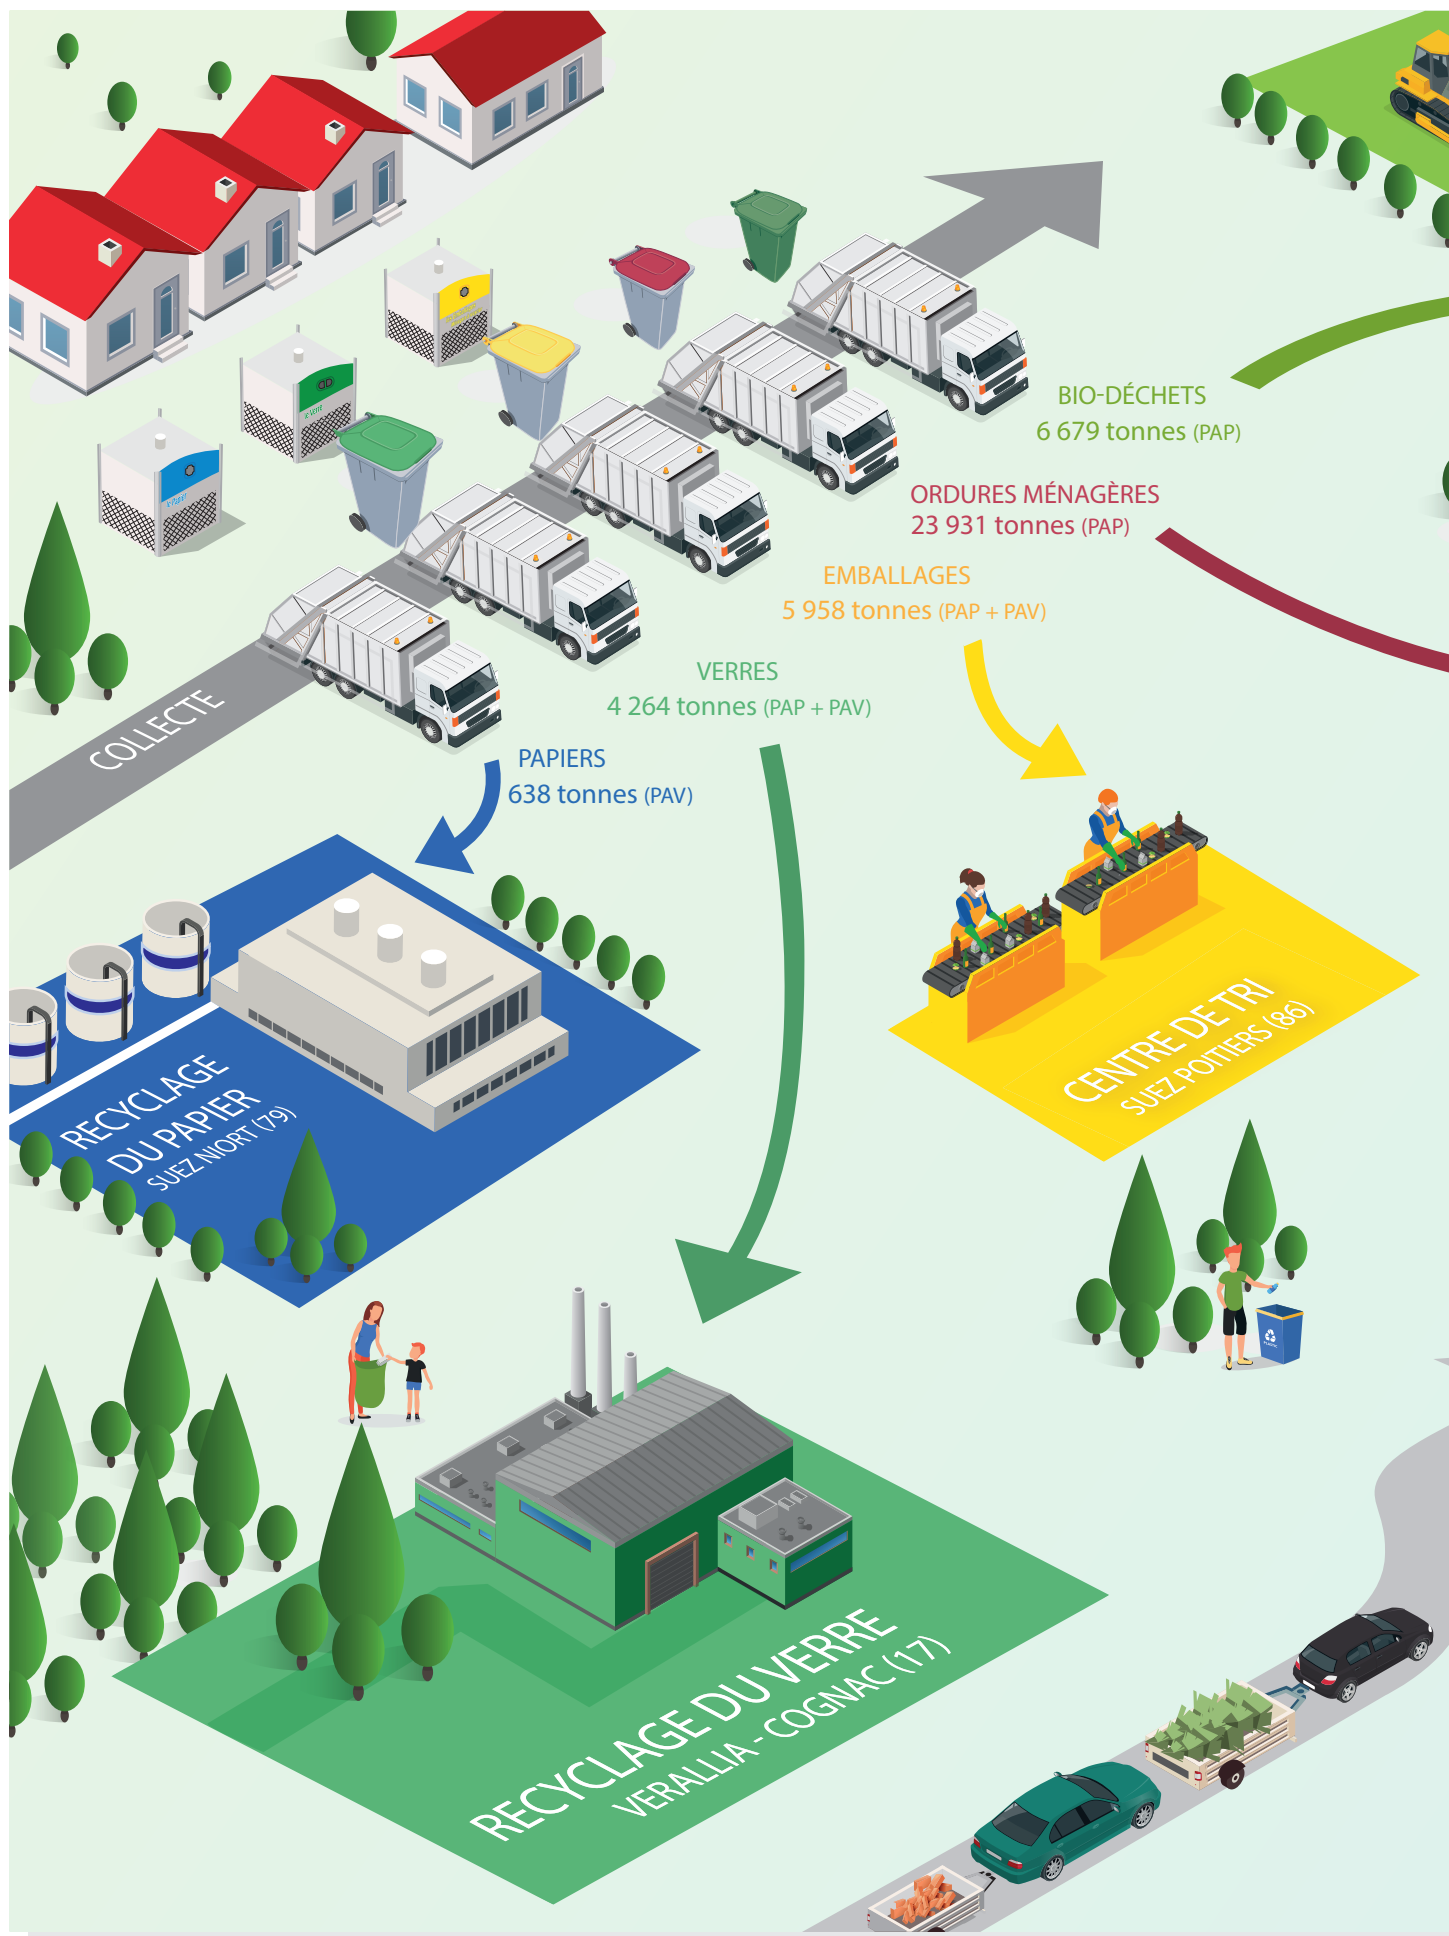 BIO-DÉCHETS
6 679 tonnes (PAP)
ORDURES MÉNAGÈRES
23 931 tonnes (PAP)
EMBALLAGES
5 958 tonnes (PAP + PAV)
VERRES
4 264 tonnes (PAP + PAV)
PAPIERS
638 tonnes (PAV)
COLLECTE
RECYCLAGE
DU PAPIER
SUEZ NIORT (79)
CENTRE DE TRI
SUEZ POITIERS (86)
RECYCLAGE DU VERRE
VERALLIA - COGNAC (17)